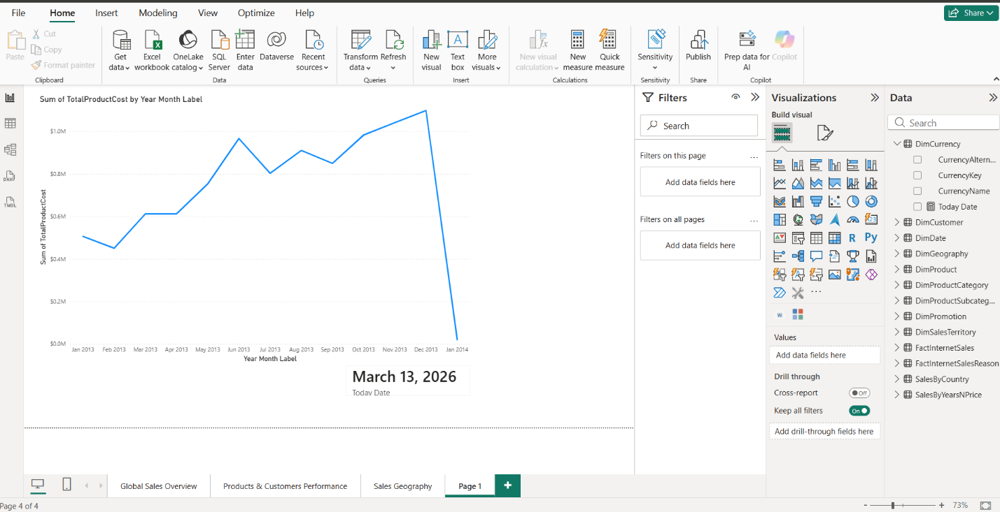 File Home Insert Modeling View Optimize Help Share
Paste Cut Copy Format painter
Clipboard
Get data Excel workbook OneLake catalog SQL Server Enter data Dataverse Recent sources
Data
Transform data Refresh
Queries
New visual Text box More visuals
Insert
New visual calculation New measure Quick measure
Calculations
Sensitivity
Sensitivity
Publish
Share
Prep data for AI Copilot
Copilot
DAX
TMDL
Sum of TotalProductCost by Year Month Label
Sum of TotalProductCost
$1.0M
$0.8M
$0.6M
$0.4M
$0.2M
$0.0M
Jan 2013 Feb 2013 Mar 2013 Apr 2013 May 2013 Jun 2013 Jul 2013 Aug 2013 Sep 2013 Oct 2013 Nov 2013 Dec 2013 Jan 2014
Year Month Label
March 13, 2026
Today Date
Filters
Search
Filters on this page ...
Add data fields here
Filters on all pages ...
Add data fields here
Visualizations
Build visual
123
R Py
...
W
Values
Add data fields here
Drill through
Cross-report Off
Keep all filters On
Add drill-through fields here
Data
Search
DimCurrency
CurrencyAltern...
CurrencyKey
CurrencyName
Today Date
DimCustomer
DimDate
DimGeography
DimProduct
DimProductCategory
DimProductSubcateg...
DimPromotion
DimSalesTerritory
FactInternetSales
FactInternetSalesReason
SalesByCountry
SalesByYearsNPrice
Global Sales Overview Products & Customers Performance Sales Geography Page 1 +
Page 4 of 4 - + 73%